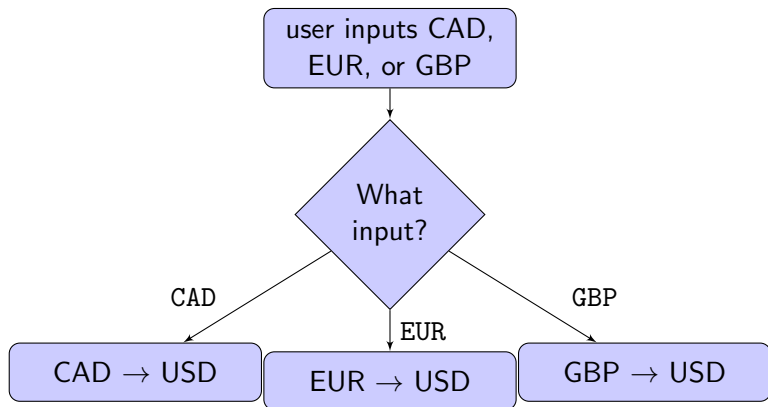 user inputs CAD,
EUR, or GBP
What
input?
CAD
GBP
EUR
CAD → USD
EUR → USD
GBP → USD